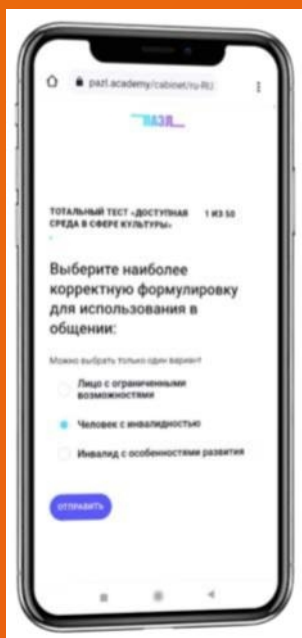 pazl.academy/cabinet/ru-RU
ПАЗЛ
ТОТАЛЬНЫЙ ТЕСТ «ДОСТУПНАЯ 1 ИЗ 50
СРЕДА В СФЕРЕ КУЛЬТУРЫ»
Выберите наиболее
корректную формулировку
для использования в
общении:
Можно выбрать только один вариант
Лицо с ограниченными
возможностями
Человек с инвалидностью
Инвалид с особенностями развития
ОТПРАВИТЬ